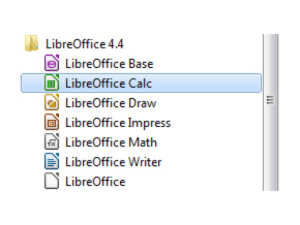 LibreOffice 4.4
LibreOffice Base
LibreOffice Calc
LibreOffice Draw
LibreOffice Impress
LibreOffice Math
LibreOffice Writer
LibreOffice